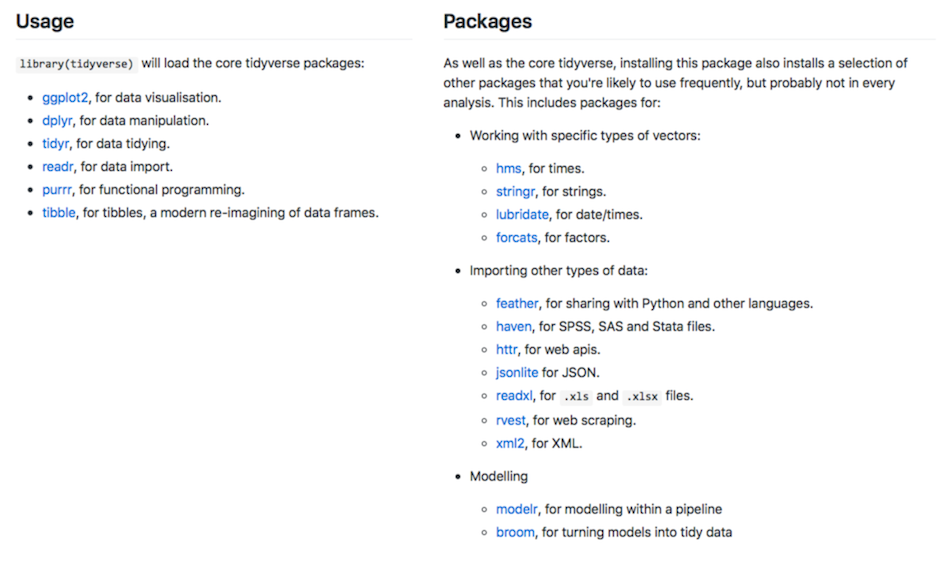 Usage
library(tidyverse) will load the core tidyverse packages:
ggplot2, for data visualisation.
dplyr, for data manipulation.
tidyr, for data tidying.
readr, for data import.
purrr, for functional programming.
tibble, for tibbles, a modern re-imagining of data frames.
Packages
As well as the core tidyverse, installing this package also installs a selection of
other packages that you're likely to use frequently, but probably not in every
analysis. This includes packages for:
Working with specific types of vectors:
hms, for times.
stringr, for strings.
lubridate, for date/times.
forcats, for factors.
Importing other types of data:
feather, for sharing with Python and other languages.
haven, for SPSS, SAS and Stata files.
httr, for web apis.
jsonlite for JSON.
readxl, for .xls and .xlsx files.
rvest, for web scraping.
xml2, for XML.
Modelling
modelr, for modelling within a pipeline
broom, for turning models into tidy data